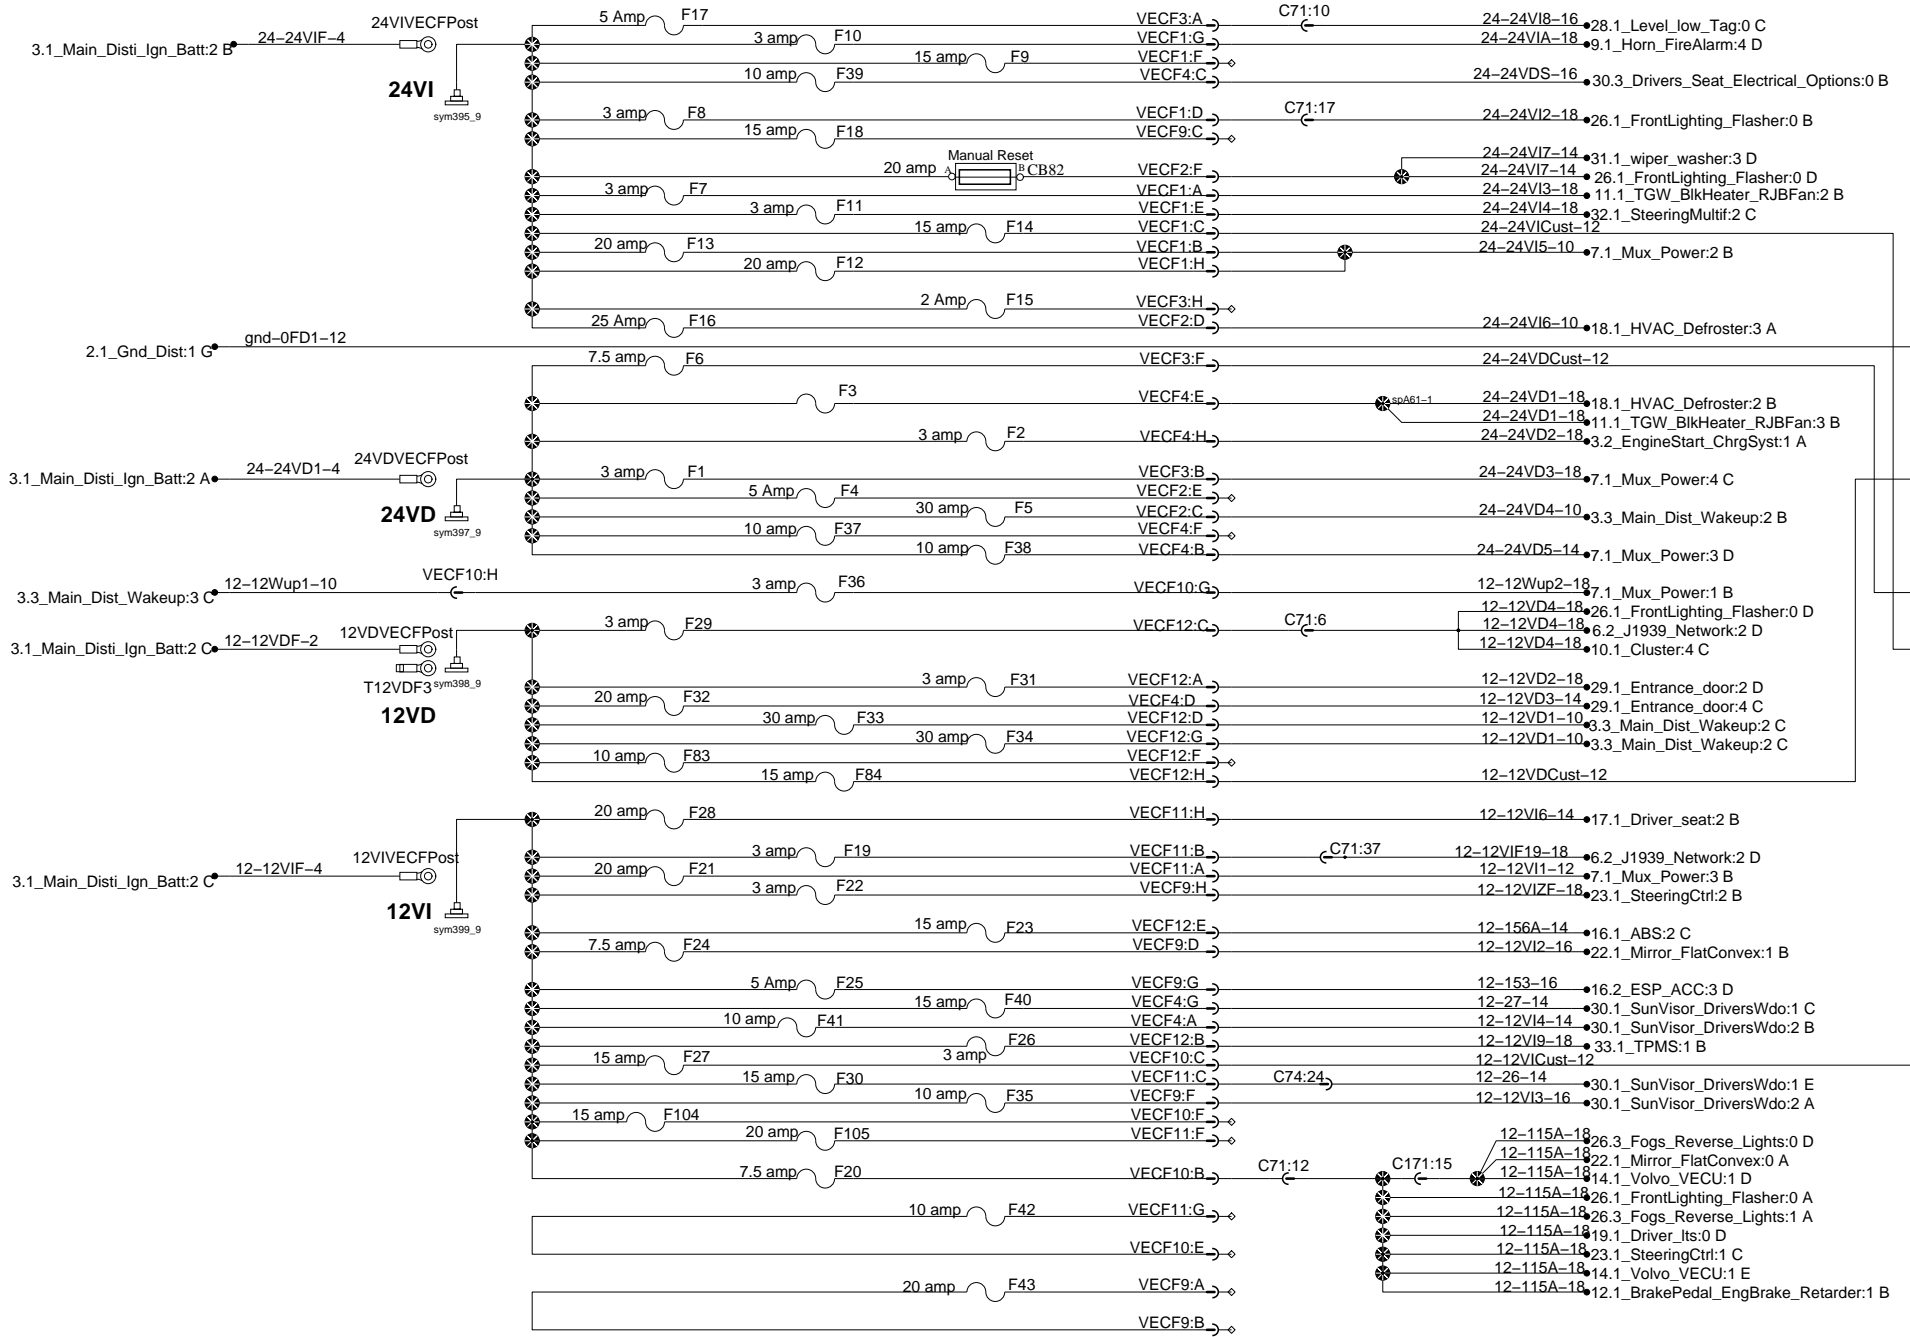 5 Amp F17 VECF3:A C71:10 24-24VI8-16 28.1_Level_low_Tag:0 C
24VIVECFPost
3.1_Main_Disti_Ign_Batt:2 B 24-24VIF-4 3 amp F10 VECF1:G 24-24VIA-18 9.1_Horn_FireAlarm:4 D
15 amp F9 VECF1:F
24VI 10 amp F39 VECF4:C 24-24VDS-16 30.3_Drivers_Seat_Electrical_Options:0 B
sym395_9
3 amp F8 VECF1:D C71:17 24-24VI2-18 26.1_FrontLighting_Flasher:0 B
15 amp F18 VECF9:C
Manual Reset 24-24VI7-14 31.1_wiper_washer:3 D
20 amp A B CB82 VECF2:F 24-24VI7-14 26.1_FrontLighting_Flasher:0 D
3 amp F7 VECF1:A 24-24VI3-18 11.1_TGW_BlkHeater_RJBFan:2 B
3 amp F11 VECF1:E 24-24VI4-18 32.1_SteeringMultif:2 C
15 amp F14 VECF1:C 24-24VICust-12
20 amp F13 VECF1:B 24-24VI5-10 7.1_Mux_Power:2 B
20 amp F12 VECF1:H
2 Amp F15 VECF3:H
25 Amp F16 VECF2:D 24-24VI6-10 18.1_HVAC_Defroster:3 A
2.1_Gnd_Dist:1 G gnd-0FD1-12
7.5 amp F6 VECF3:F 24-24VDCust-12
F3 VECF4:E spA61-1 24-24VD1-18 18.1_HVAC_Defroster:2 B
24-24VD1-18 11.1_TGW_BlkHeater_RJBFan:3 B
3 amp F2 VECF4:H 24-24VD2-18 3.2_EngineStart_ChrgSyst:1 A
24VDVECFPost
3.1_Main_Disti_Ign_Batt:2 A 24-24VD1-4 3 amp F1 VECF3:B 24-24VD3-18 7.1_Mux_Power:4 C
5 Amp F4 VECF2:E
24VD 30 amp F5 VECF2:C 24-24VD4-10 3.3_Main_Dist_Wakeup:2 B
sym397_9 10 amp F37 VECF4:F
10 amp F38 VECF4:B 24-24VD5-14 7.1_Mux_Power:3 D
3.3_Main_Dist_Wakeup:3 C 12-12Wup1-10 VECF10:H 3 amp F36 VECF10:G 12-12Wup2-18 7.1_Mux_Power:1 B
12-12VD4-18 26.1_FrontLighting_Flasher:0 D
12VDVECFPost 3 amp F29 VECF12:C C71:6 12-12VD4-18 6.2_J1939_Network:2 D
3.1_Main_Disti_Ign_Batt:2 C 12-12VDF-2 12-12VD4-18 10.1_Cluster:4 C
T12VDF3 sym398_9 3 amp F31 VECF12:A 12-12VD2-18 29.1_Entrance_door:2 D
20 amp F32 VECF4:D 12-12VD3-14 29.1_Entrance_door:4 C
12VD 30 amp F33 VECF12:D 12-12VD1-10 3.3_Main_Dist_Wakeup:2 C
30 amp F34 VECF12:G 12-12VD1-10 3.3_Main_Dist_Wakeup:2 C
10 amp F83 VECF12:F
15 amp F84 VECF12:H 12-12VDCust-12
20 amp F28 VECF11:H 12-12VI6-14 17.1_Driver_seat:2 B
12VIVECFPost 3 amp F19 VECF11:B C71:37 12-12VIF19-18 6.2_J1939_Network:2 D
3.1_Main_Disti_Ign_Batt:2 C 12-12VIF-4 20 amp F21 VECF11:A 12-12VI1-12 7.1_Mux_Power:3 B
3 amp F22 VECF9:H 12-12VIZF-18 23.1_SteeringCtrl:2 B
12VI
sym399_9 15 amp F23 VECF12:E 12-156A-14 16.1_ABS:2 C
7.5 amp F24 VECF9:D 12-12VI2-16 22.1_Mirror_FlatConvex:1 B
5 Amp F25 VECF9:G 12-153-16 16.2_ESP_ACC:3 D
15 amp F40 VECF4:G 12-27-14 30.1_SunVisor_DriversWdo:1 C
10 amp F41 VECF4:A 12-12VI4-14 30.1_SunVisor_DriversWdo:2 B
3 amp F26 VECF12:B 12-12VI9-18 33.1_TPMS:1 B
15 amp F27 VECF10:C 12-12VICust-12
15 amp F30 VECF11:C C74:24 12-26-14 30.1_SunVisor_DriversWdo:1 E
10 amp F35 VECF9:F 12-12VI3-16 30.1_SunVisor_DriversWdo:2 A
15 amp F104 VECF10:F
20 amp F105 VECF11:F 12-115A-18 26.3_Fogs_Reverse_Lights:0 D
12-115A-18 22.1_Mirror_FlatConvex:0 A
7.5 amp F20 VECF10:B C71:12 C171:15 12-115A-18 14.1_Volvo_VECU:1 D
12-115A-18 26.1_FrontLighting_Flasher:0 A
10 amp F42 VECF11:G 12-115A-18 26.3_Fogs_Reverse_Lights:1 A
12-115A-18 19.1_Driver_lts:0 D
VECF10:E 12-115A-18 23.1_SteeringCtrl:1 C
12-115A-18 14.1_Volvo_VECU:1 E
20 amp F43 VECF9:A 12-115A-18 12.1_BrakePedal_EngBrake_Retarder:1 B
VECF9:B